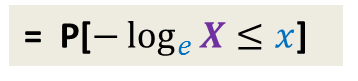 = P[− logₑ X ≤ x]